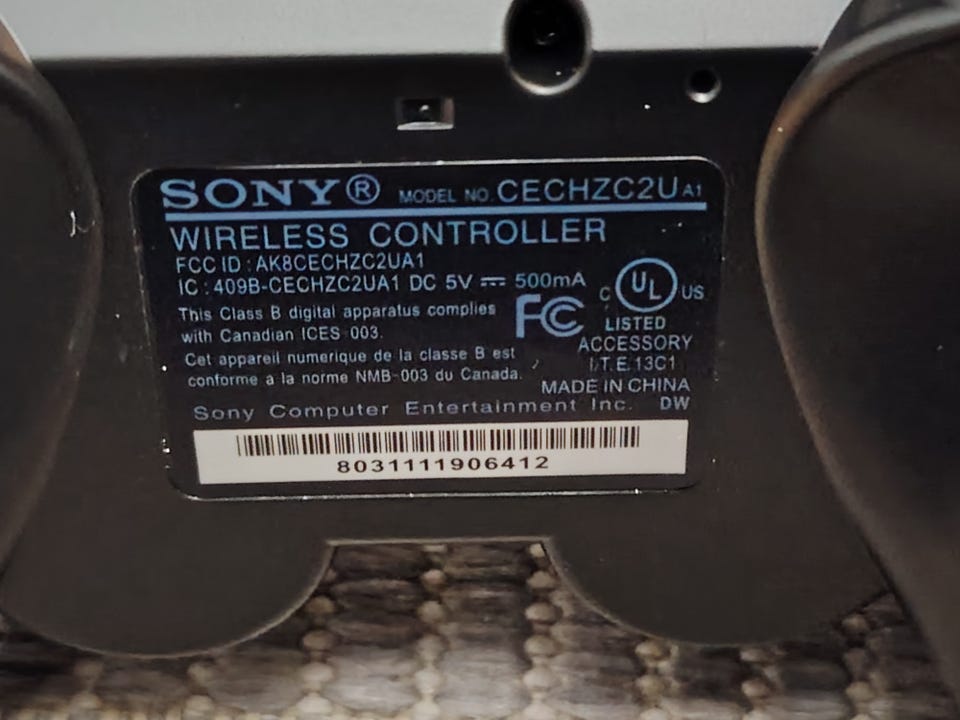 SONY® MODEL NO. CECHZC2U A1
WIRELESS CONTROLLER
FCC ID : AK8CECHZC2UA1
IC : 409B-CECHZC2UA1 DC 5V ⎓ 500mA
This Class B digital apparatus complies
with Canadian ICES-003.
Cet appareil numerique de la classe B est
conforme a la norme NMB-003 du Canada.
FC
C UL US
LISTED
ACCESSORY
I.T.E. 13C1
MADE IN CHINA
Sony Computer Entertainment Inc. DW
8031111906412